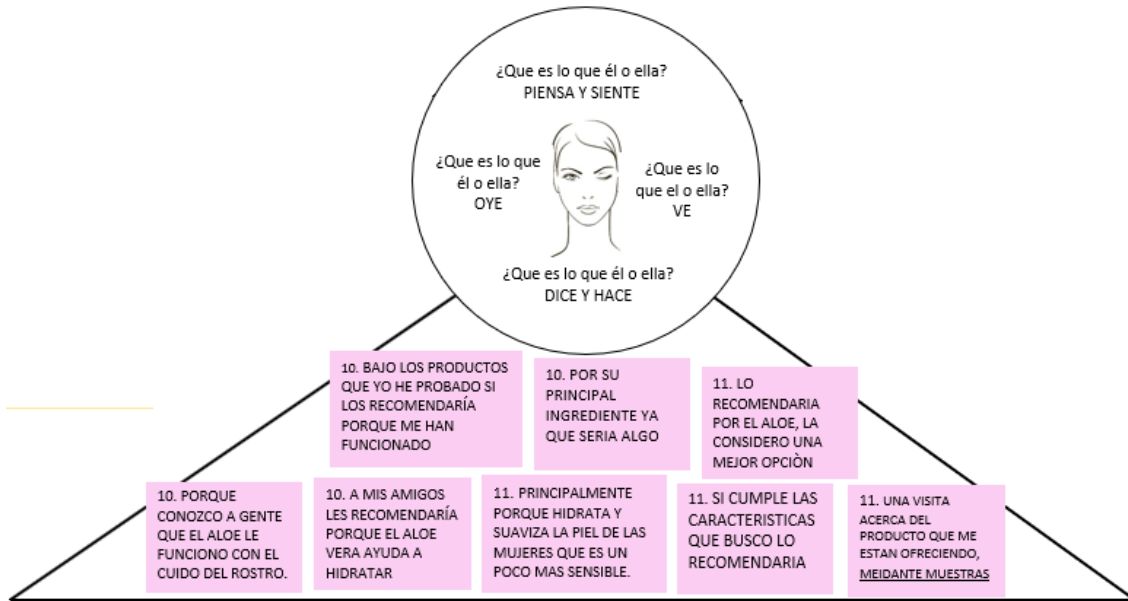 ¿Que es lo que él o ella?
PIENSA Y SIENTE
¿Que es lo que
él o ella?
OYE
¿Que es lo
que el o ella?
VE
¿Que es lo que él o ella?
DICE Y HACE
10. BAJO LOS PRODUCTOS
QUE YO HE PROBADO SI
LOS RECOMENDARÍA
PORQUE ME HAN
FUNCIONADO
10. POR SU
PRINCIPAL
INGREDIENTE YA
QUE SERIA ALGO
11. LO
RECOMENDARIA
POR EL ALOE, LA
CONSIDERO UNA
MEJOR OPCIÒN
10. PORQUE
CONOZCO A GENTE
QUE EL ALOE LE
FUNCIONO CON EL
CUIDO DEL ROSTRO.
10. A MIS AMIGOS
LES RECOMENDARÍA
PORQUE EL ALOE
VERA AYUDA A
HIDRATAR
11. PRINCIPALMENTE
PORQUE HIDRATA Y
SUAVIZA LA PIEL DE LAS
MUJERES QUE ES UN
POCO MAS SENSIBLE.
11. SI CUMPLE LAS
CARACTERISTICAS
QUE BUSCO LO
RECOMENDARIA
11. UNA VISITA
ACERCA DEL
PRODUCTO QUE ME
ESTAN OFRECIENDO,
MEIDANTE MUESTRAS